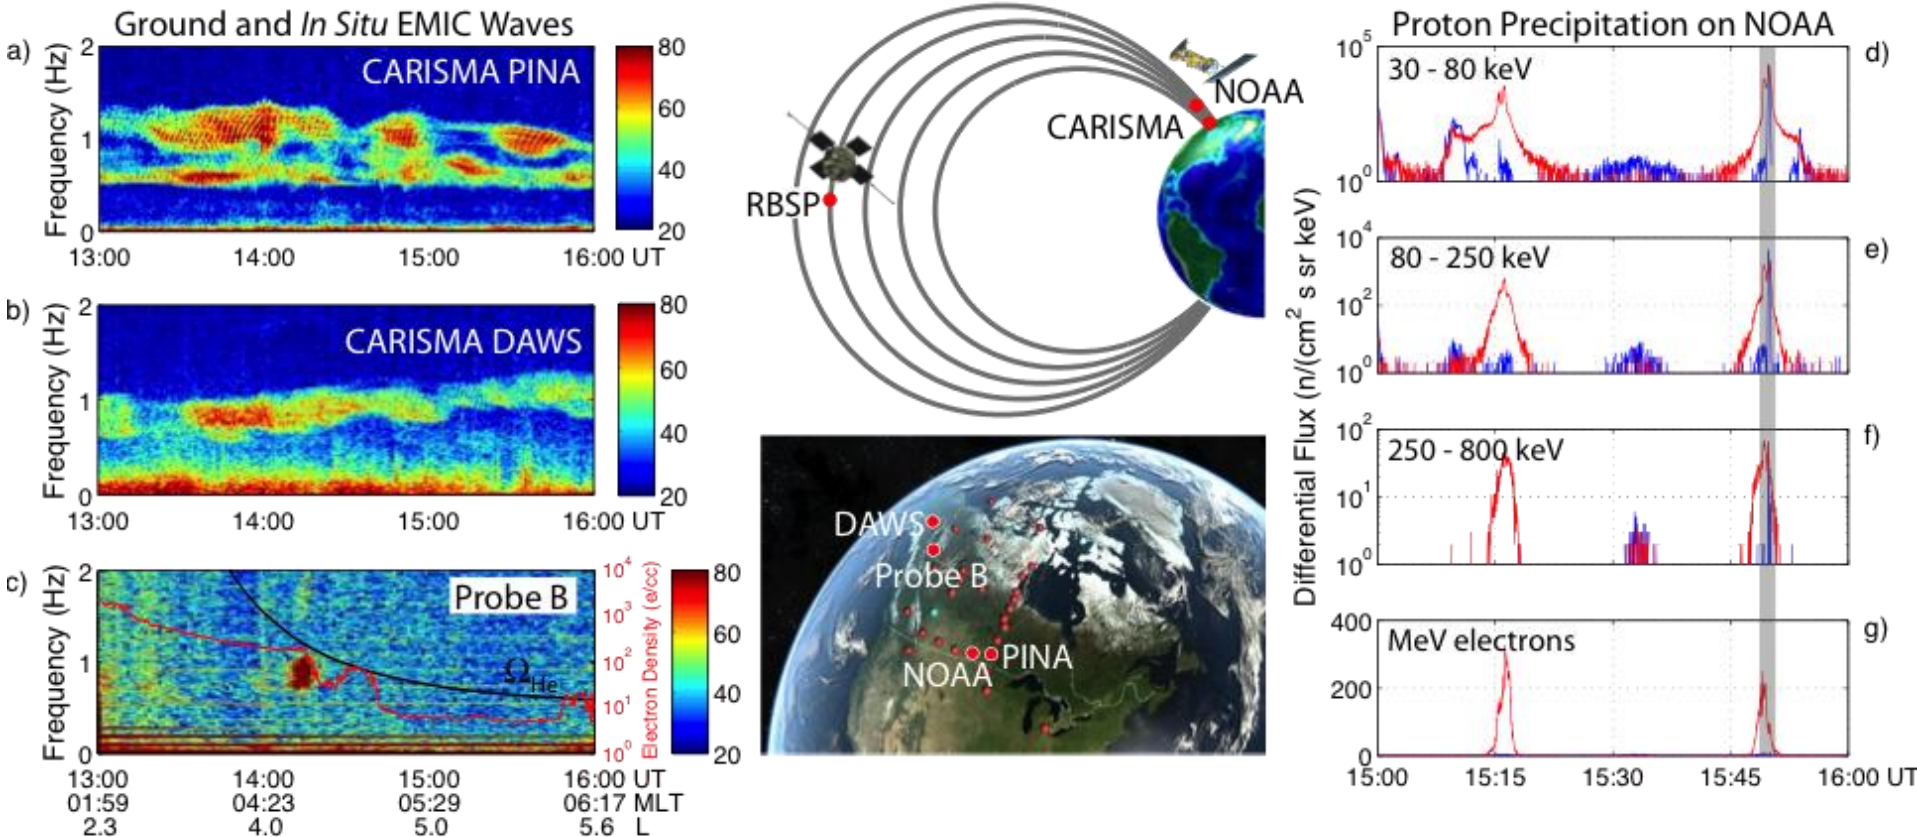 Ground and In Situ EMIC Waves
a)
Frequency (Hz)
2
1
0
CARISMA PINA
80
60
40
20
13:00 14:00 15:00 16:00 UT
b)
Frequency (Hz)
2
1
0
CARISMA DAWS
80
60
40
20
13:00 14:00 15:00 16:00 UT
c)
Frequency (Hz)
2
1
0
Probe B
ΩHe
10^4
10^3
10^2
10^1
10^0
Electron Density (e/cc)
80
60
40
20
13:00 14:00 15:00 16:00 UT
01:59 04:23 05:29 06:17 MLT
2.3 4.0 5.0 5.6 L
NOAA
CARISMA
RBSP
DAWS
Probe B
NOAA PINA
Proton Precipitation on NOAA
Differential Flux (n/(cm^2 s sr keV)
10^5
10^0
30 - 80 keV
d)
10^4
10^2
10^0
80 - 250 keV
e)
10^2
10^1
10^0
250 - 800 keV
f)
400
200
0
MeV electrons
g)
15:00 15:15 15:30 15:45 16:00 UT